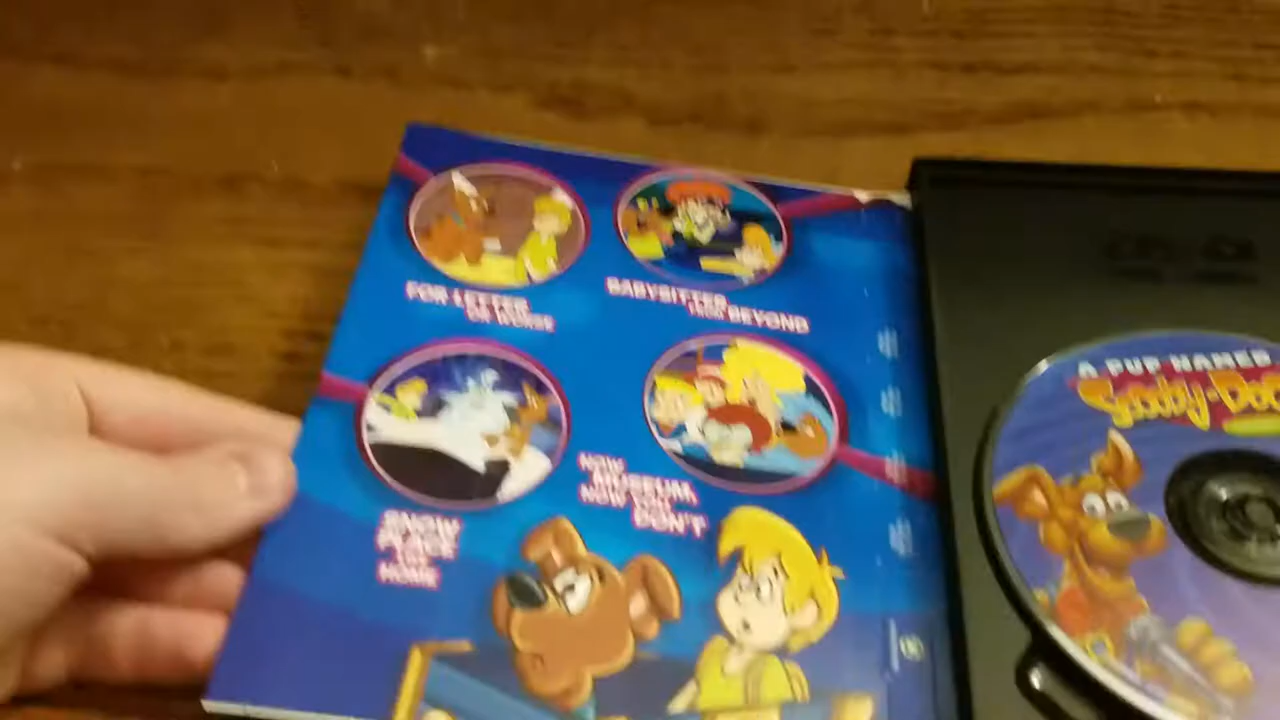 FOR LETTER
OR WORSE
BABYSITTER
FROM BEYOND
SNOW
PLACE
LIKE
HOME
NOW
MUSEUM,
NOW YOU
DON'T
A PUP NAMED
Scooby-Doo